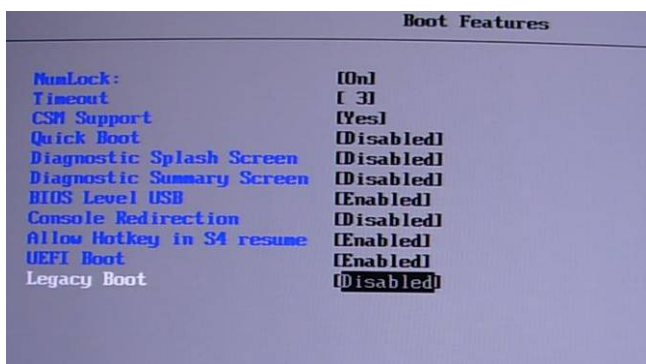 Boot Features
NumLock: [On]
Timeout [ 3]
CSM Support [Yes]
Quick Boot [Disabled]
Diagnostic Splash Screen [Disabled]
Diagnostic Summary Screen [Disabled]
BIOS Level USB [Enabled]
Console Redirection [Disabled]
Allow Hotkey in S4 resume [Enabled]
UEFI Boot [Enabled]
Legacy Boot [Disabled]